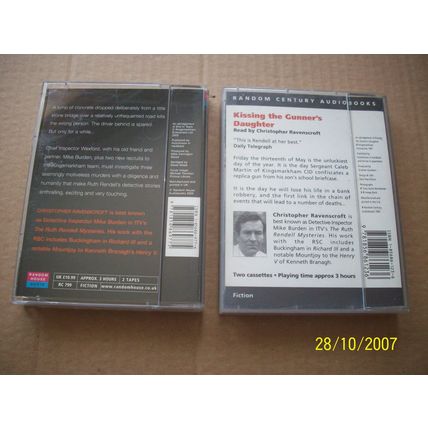 A lump of concrete dropped deliberately from a little
stone bridge over a relatively unfrequented road kills the
wrong person. The driver behind is spared.
But only for a while...
Chief Inspector Wexford, with his old friend and
partner, Mike Burden, plus two new recruits to
the Kingsmarkham team, must investigate three
seemingly motiveless murders with a diligence and
humanity that make Ruth Rendell's detective stories
enthralling, exciting and very touching.
CHRISTOPHER RAVENSCROFT is best known
as Detective Inspector Mike Burden in ITV's
The Ruth Rendell Mysteries. His work with the
RSC includes Buckingham in Richard III and a
notable Mountjoy to Kenneth Branagh's Henry V
RANDOM
HOUSE
AUDIO
UK £10.99
RC 799
APPROX. 3 HOURS
2 TAPES
FICTION
www.randomhouse.co.uk
RANDOM CENTURY AUDIOBOOKS
Kissing the Gunner's
Daughter
Read by Christopher Ravenscroft
"This is Rendell at her best."
Daily Telegraph
Friday the thirteenth of May is the unluckiest
day of the year. It is the day Sergeant Caleb
Martin of Kingsmarkham CID confiscates a
replica gun from his son's school briefcase.
It is the day he will lose his life in a bank
robbery, and the first link in the chain of
events that will lead to a number of deaths...
Christopher Ravenscroft is
best known as Detective-Inspector
Mike Burden in ITV's The Ruth
Rendell Mysteries. His work
with the RSC includes
Buckingham in Richard III and a
notable Mountjoy to the Henry V
of Kenneth Branagh.
Two cassettes • Playing time approx 3 hours
Fiction
28/10/2007